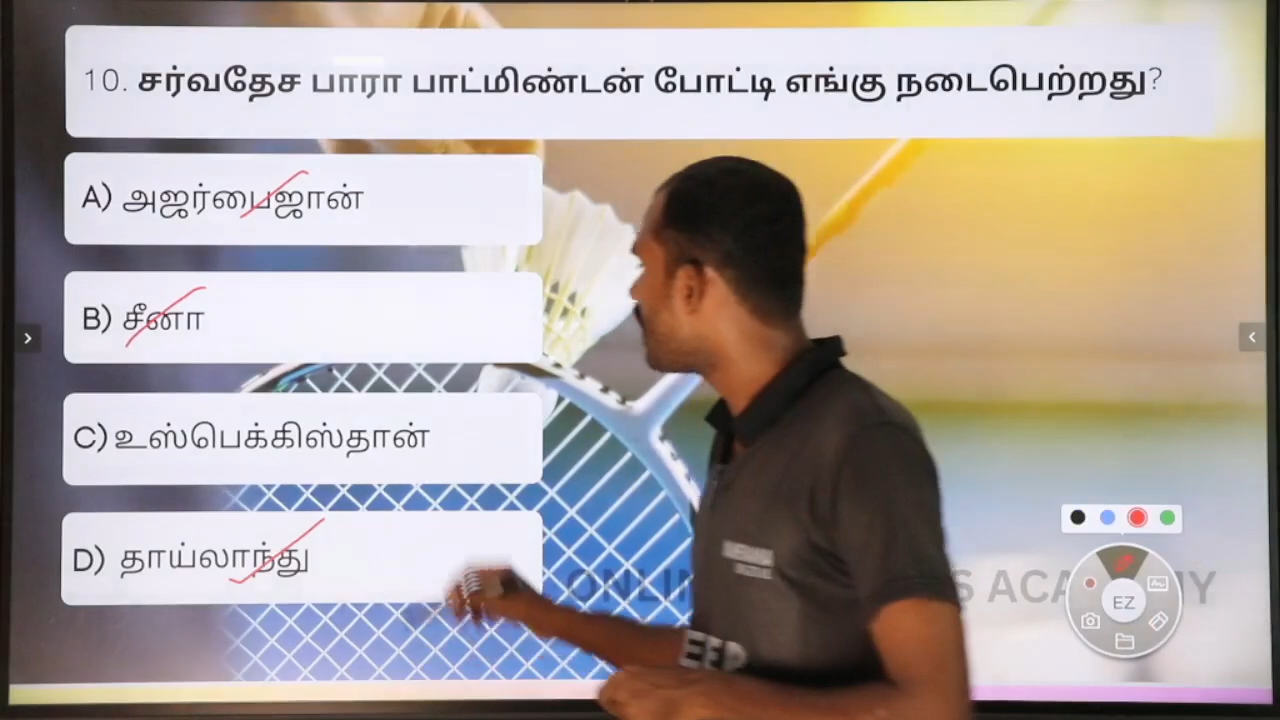 10. சர்வதேச பாரா பாட்மிண்டன் போட்டி எங்கு நடைபெற்றது?
A) அஜர்பைஜான்
B) சீனா
C) உஸ்பெக்கிஸ்தான்
D) தாய்லாந்து
EZ